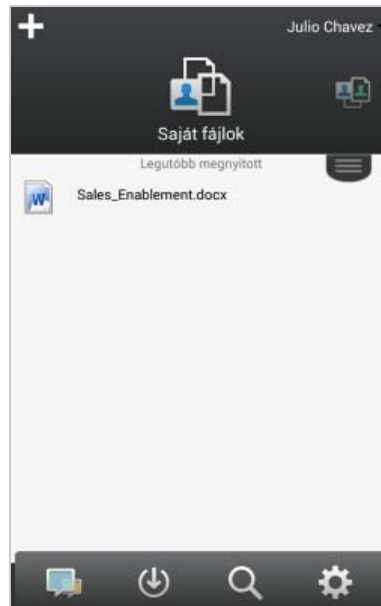 Julio Chavez
Saját fájlok
Legutóbb megnyitott
Sales_Enablement.docx